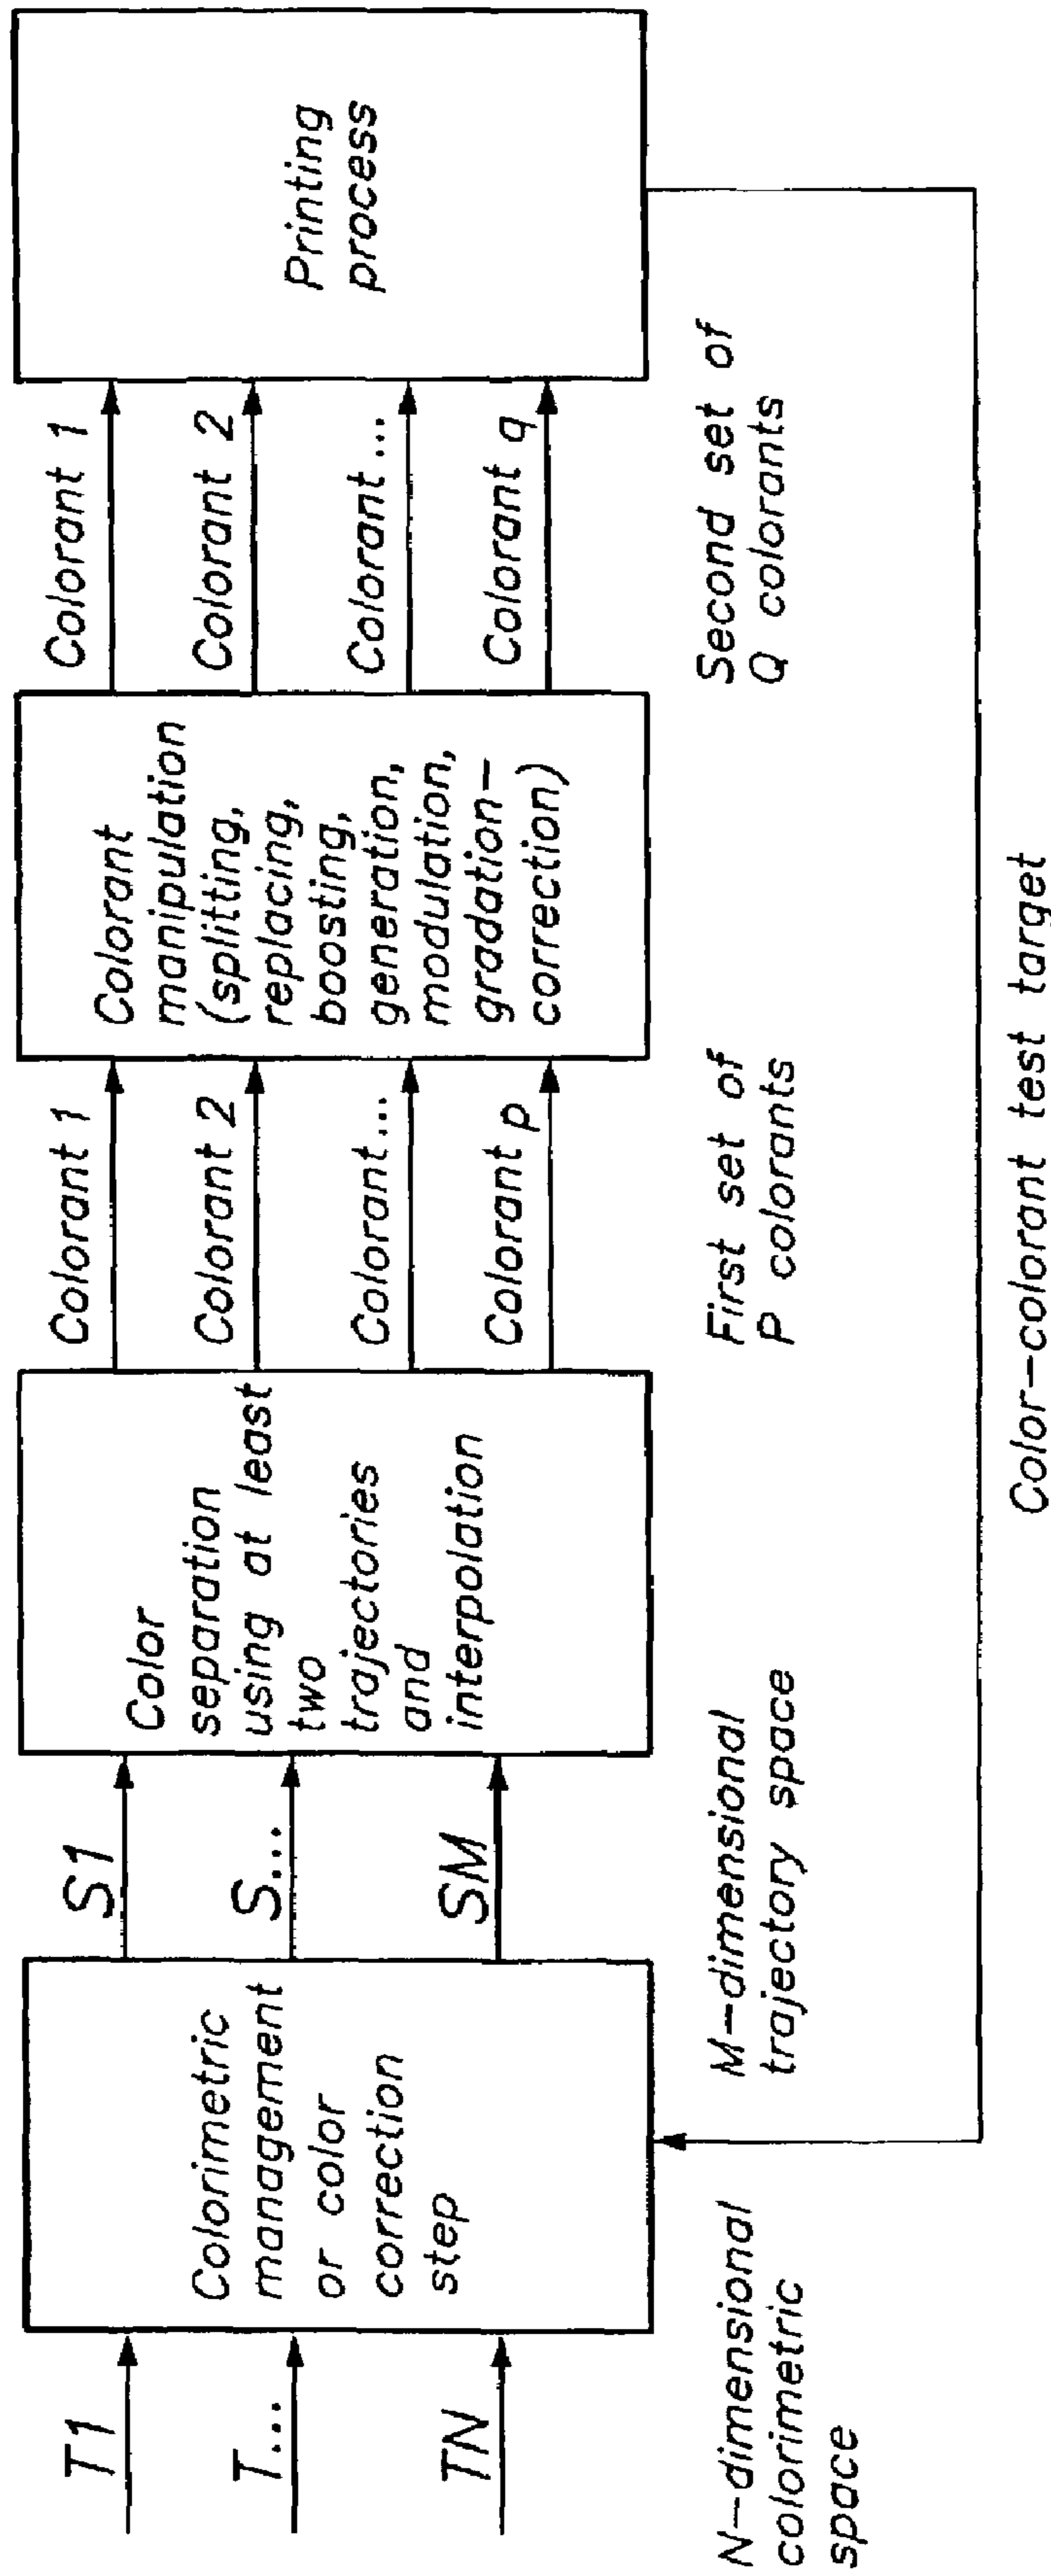 T1
T...
TN
Colorimetric
management
or color
correction
step
S1
S...
SM
Color
separation
using at least
two
trajectories
and
interpolation
Colorant 1
Colorant 2
Colorant...
Colorant p
Colorant
manipulation
(splitting,
replacing,
boosting,
generation,
modulation,
gradation-
correction)
Colorant 1
Colorant 2
Colorant...
Colorant q
Printing
process
N-dimensional
colorimetric
space
M-dimensional
trajectory space
First set of
P colorants
Second set of
Q colorants
Color-colorant test target